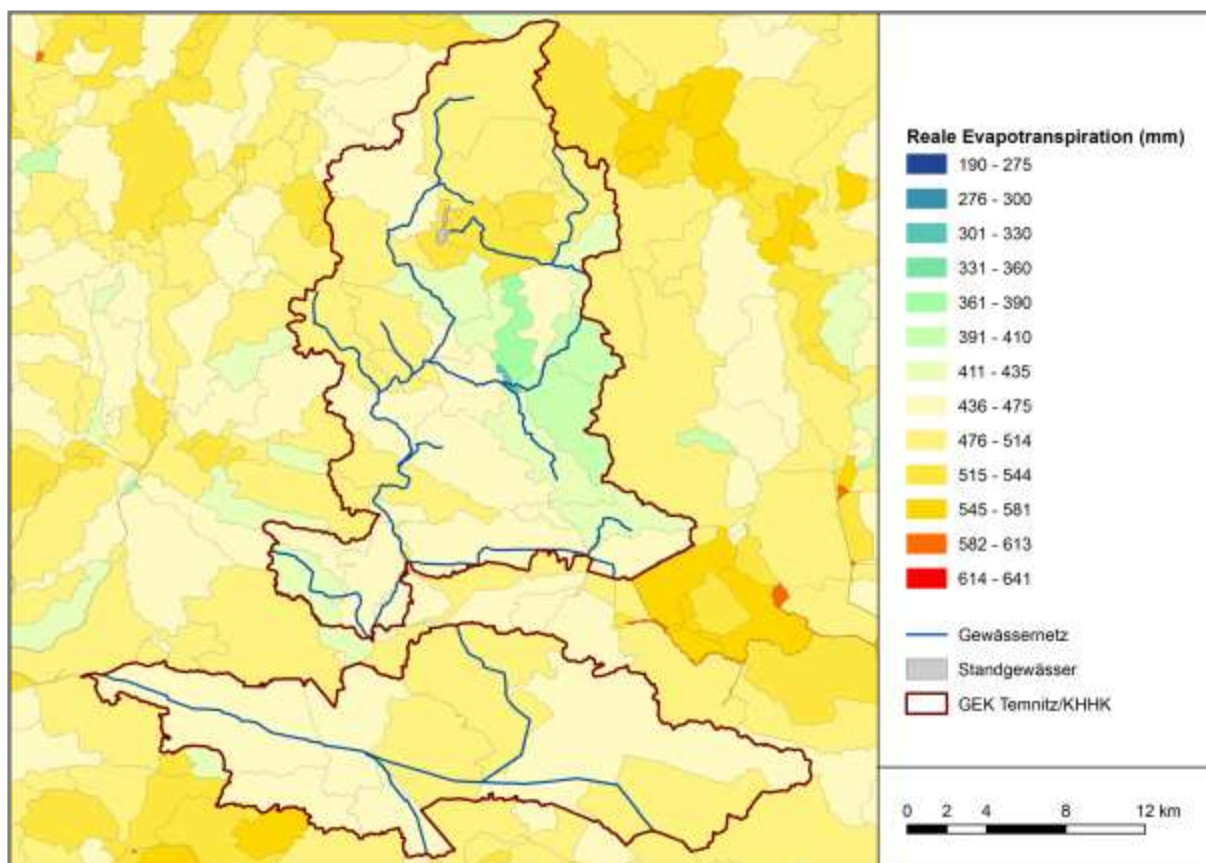 Reale Evapotranspiration (mm)
190 - 275
276 - 300
301 - 330
331 - 360
361 - 390
391 - 410
411 - 435
436 - 475
476 - 514
515 - 544
545 - 581
582 - 613
614 - 641
Gewässernetz
Standgewässer
GEK Temnitz/KHHK
0 2 4 8 12 km